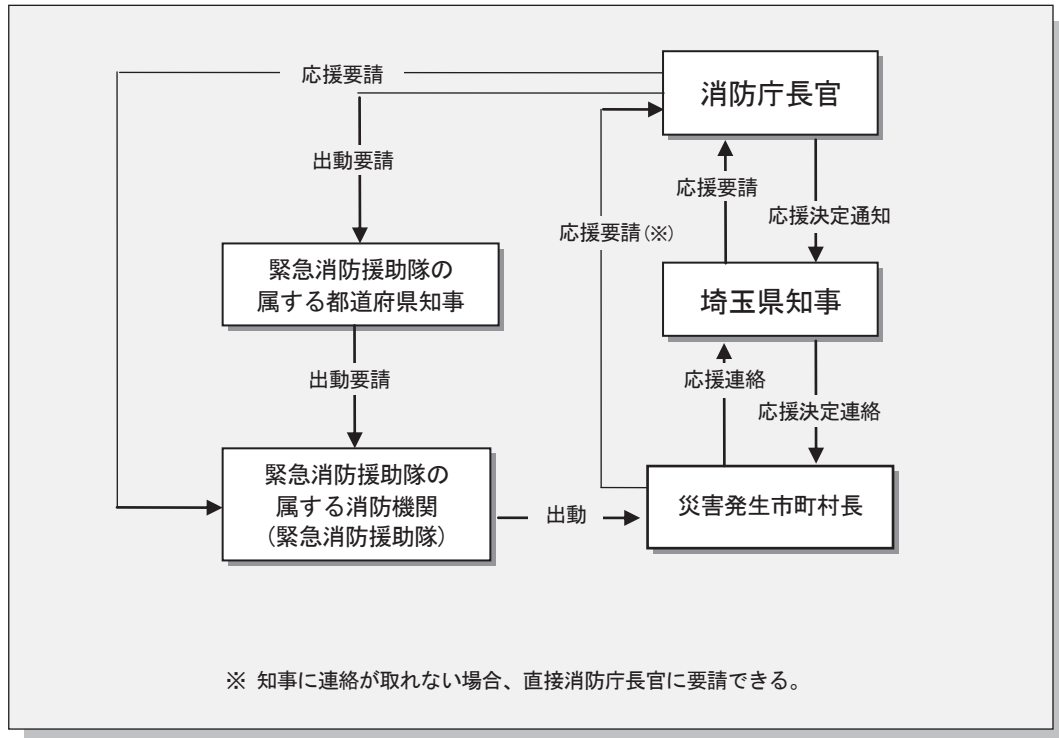 応援要請
消防庁長官
出動要請
応援要請
応援決定通知
応援要請(※)
緊急消防援助隊の
属する都道府県知事
埼玉県知事
出動要請
応援連絡
応援決定連絡
緊急消防援助隊の
属する消防機関
(緊急消防援助隊)
出動
災害発生市町村長
※ 知事に連絡が取れない場合、直接消防庁長官に要請できる。